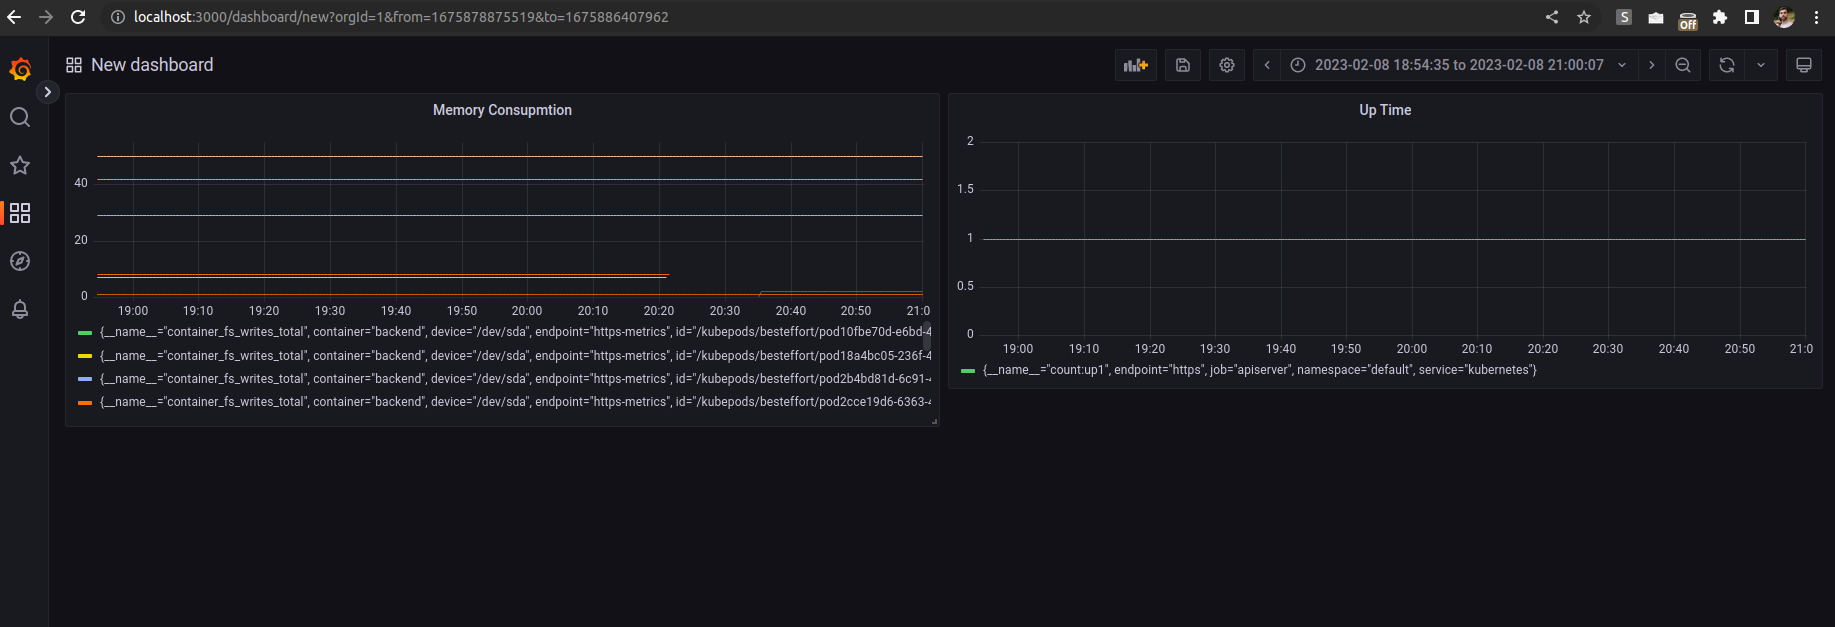 localhost:3000/dashboard/new?orgId=1&from=1675878875519&to=1675886407962
S
Off
New dashboard
2023-02-08 18:54:35 to 2023-02-08 21:00:07
Memory Consupmtion
40
20
0
19:00 19:10 19:20 19:30 19:40 19:50 20:00 20:10 20:20 20:30 20:40 20:50 21:0
{__name__="container_fs_writes_total", container="backend", device="/dev/sda", endpoint="https-metrics", id="/kubepods/besteffort/pod10fbe70d-e6bd-4
{__name__="container_fs_writes_total", container="backend", device="/dev/sda", endpoint="https-metrics", id="/kubepods/besteffort/pod18a4bc05-236f-4
{__name__="container_fs_writes_total", container="backend", device="/dev/sda", endpoint="https-metrics", id="/kubepods/besteffort/pod2b4bd81d-6c91-4
{__name__="container_fs_writes_total", container="backend", device="/dev/sda", endpoint="https-metrics", id="/kubepods/besteffort/pod2cce19d6-6363-4
Up Time
2
1.5
1
0.5
0
19:00 19:10 19:20 19:30 19:40 19:50 20:00 20:10 20:20 20:30 20:40 20:50 21:0
{__name__="count:up1", endpoint="https", job="apiserver", namespace="default", service="kubernetes"}